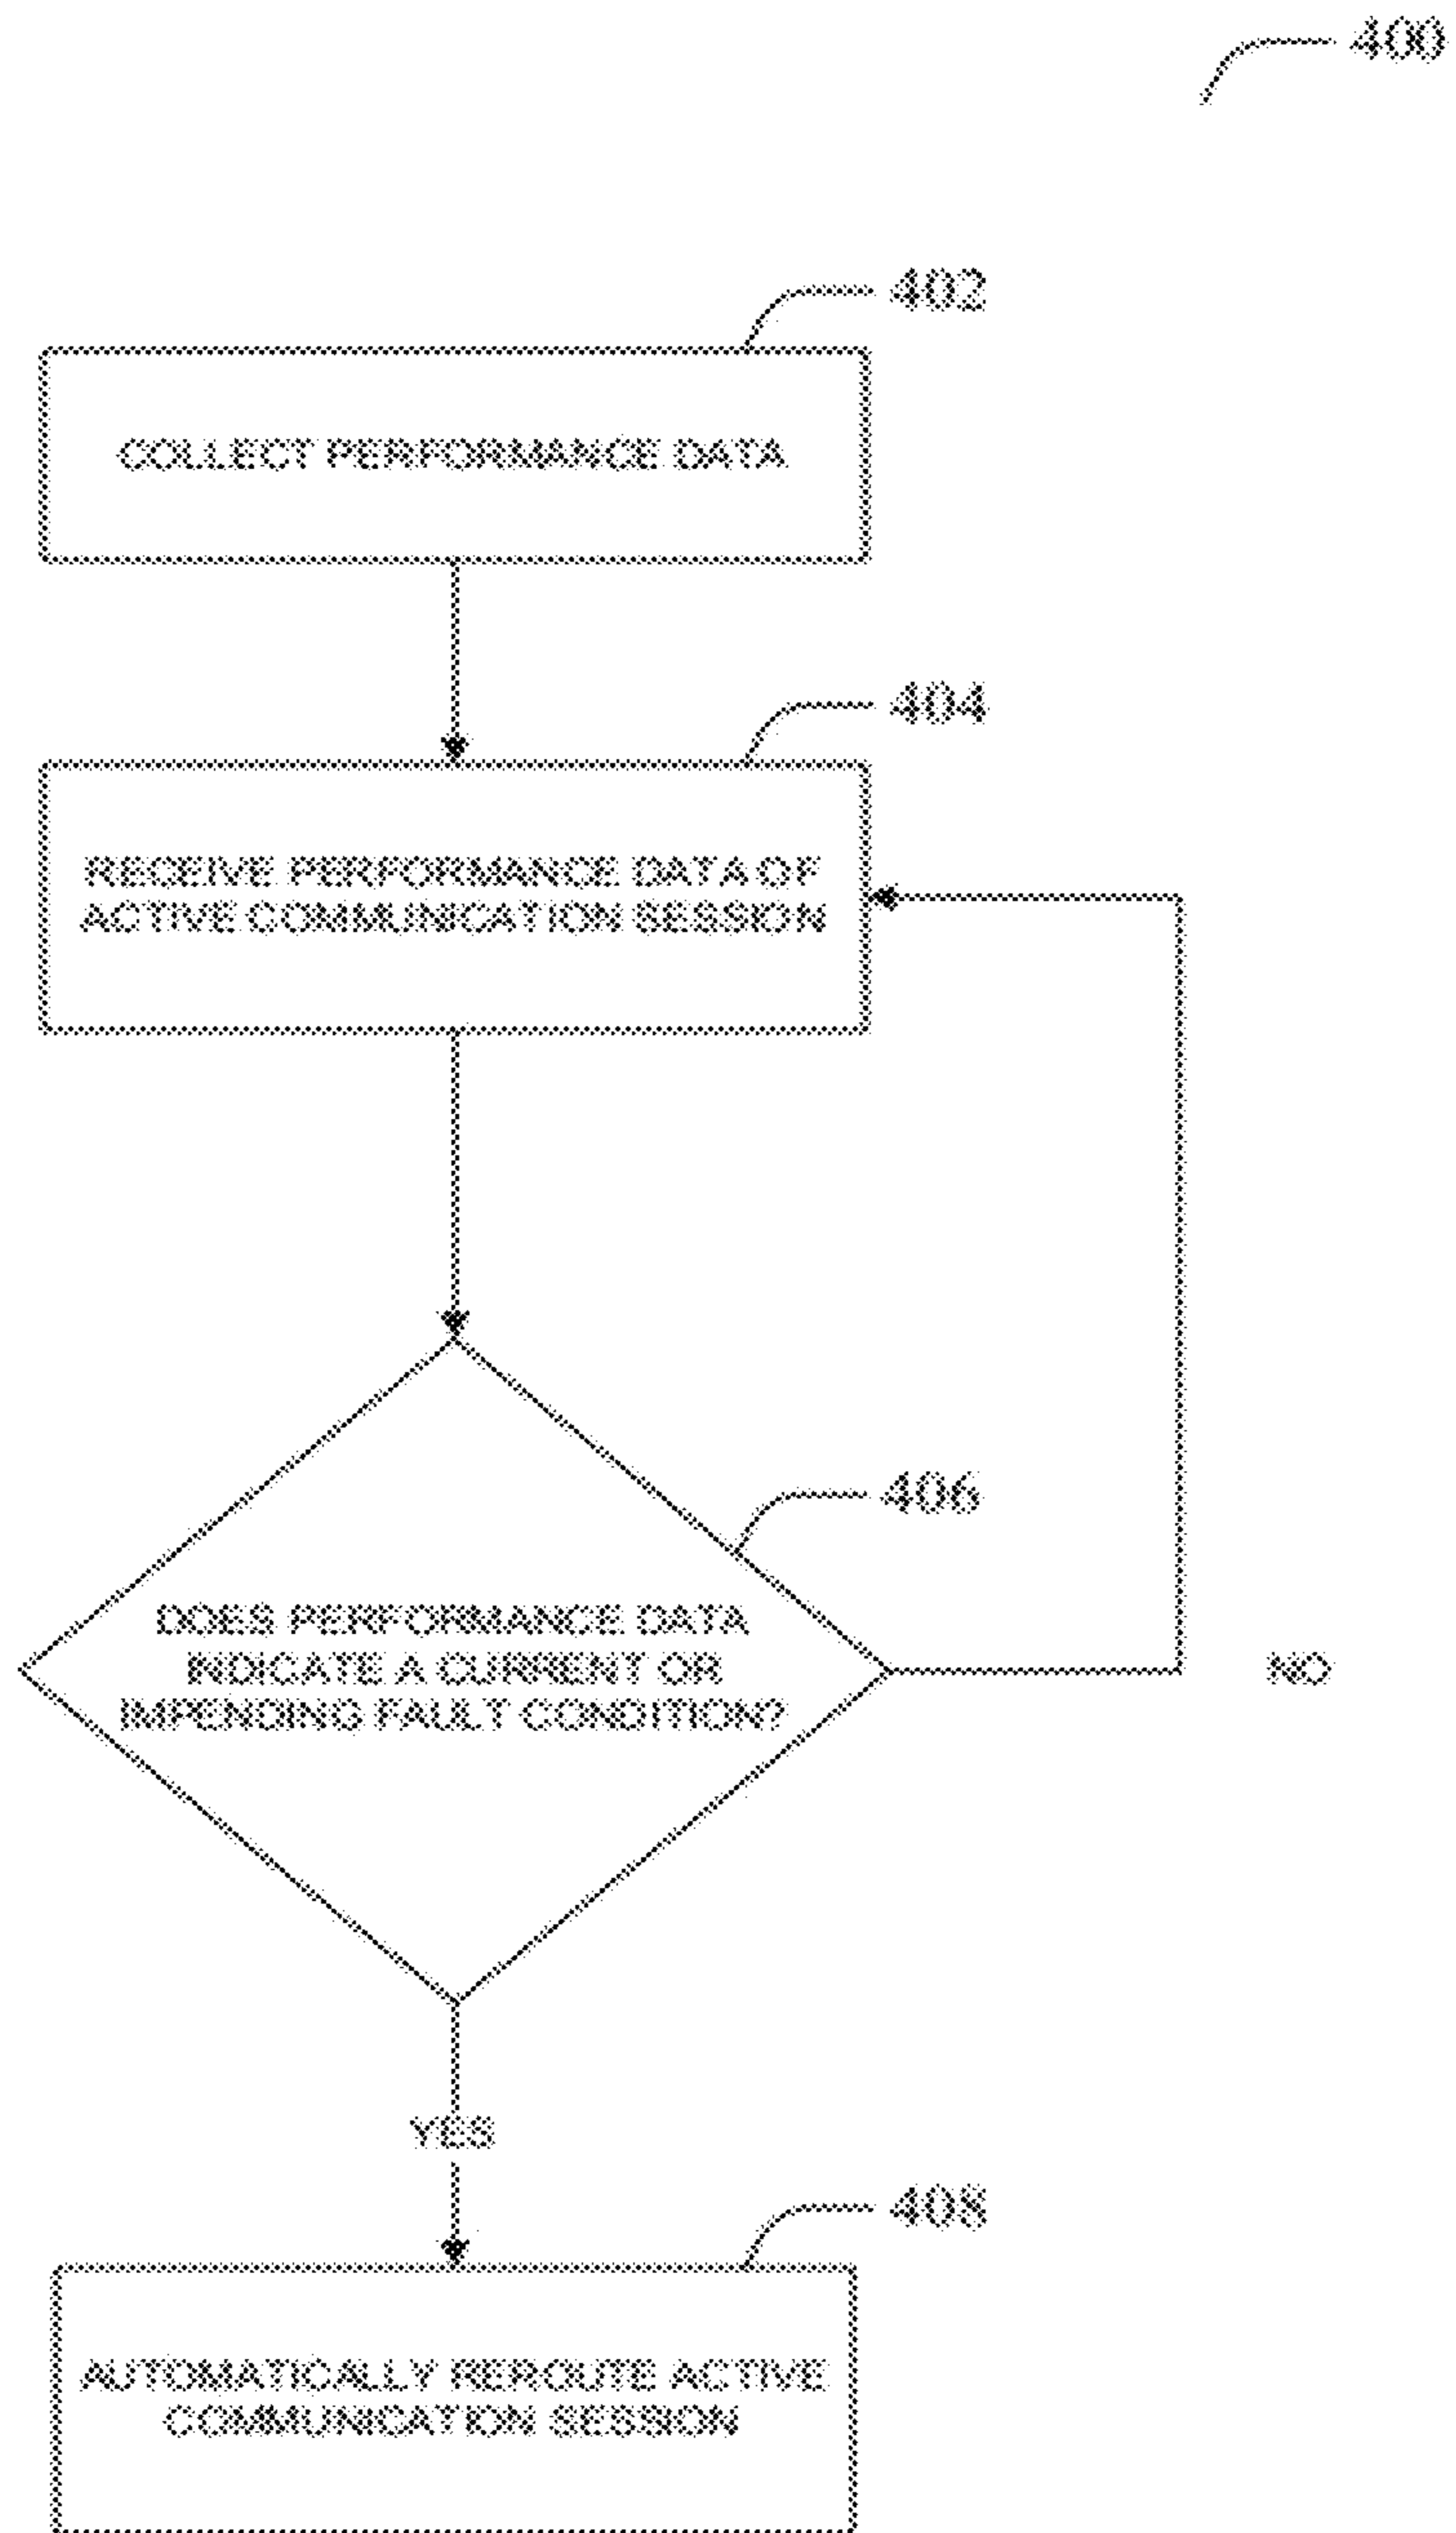 400
402
COLLECT PERFORMANCE DATA
404
RECEIVE PERFORMANCE DATA OF
ACTIVE COMMUNICATION SESSION
406
DOES PERFORMANCE DATA
INDICATE A CURRENT OR
IMPENDING FAULT CONDITION?
NO
YES
408
AUTOMATICALLY REROUTE ACTIVE
COMMUNICATION SESSION